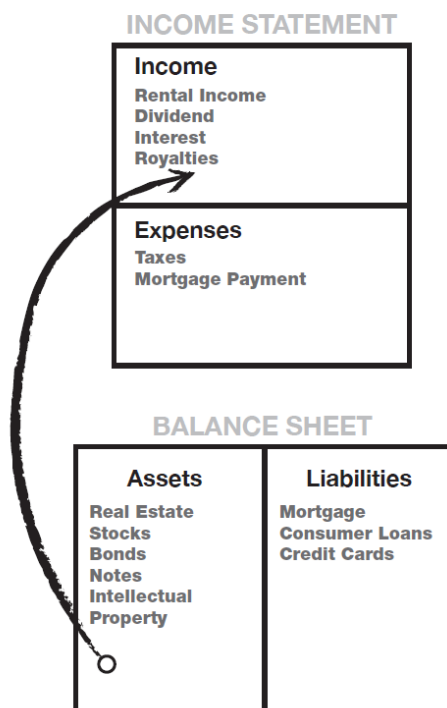 INCOME STATEMENT
Income
Rental Income
Dividend
Interest
Royalties
Expenses
Taxes
Mortgage Payment
BALANCE SHEET
Assets
Real Estate
Stocks
Bonds
Notes
Intellectual
Property
Liabilities
Mortgage
Consumer Loans
Credit Cards